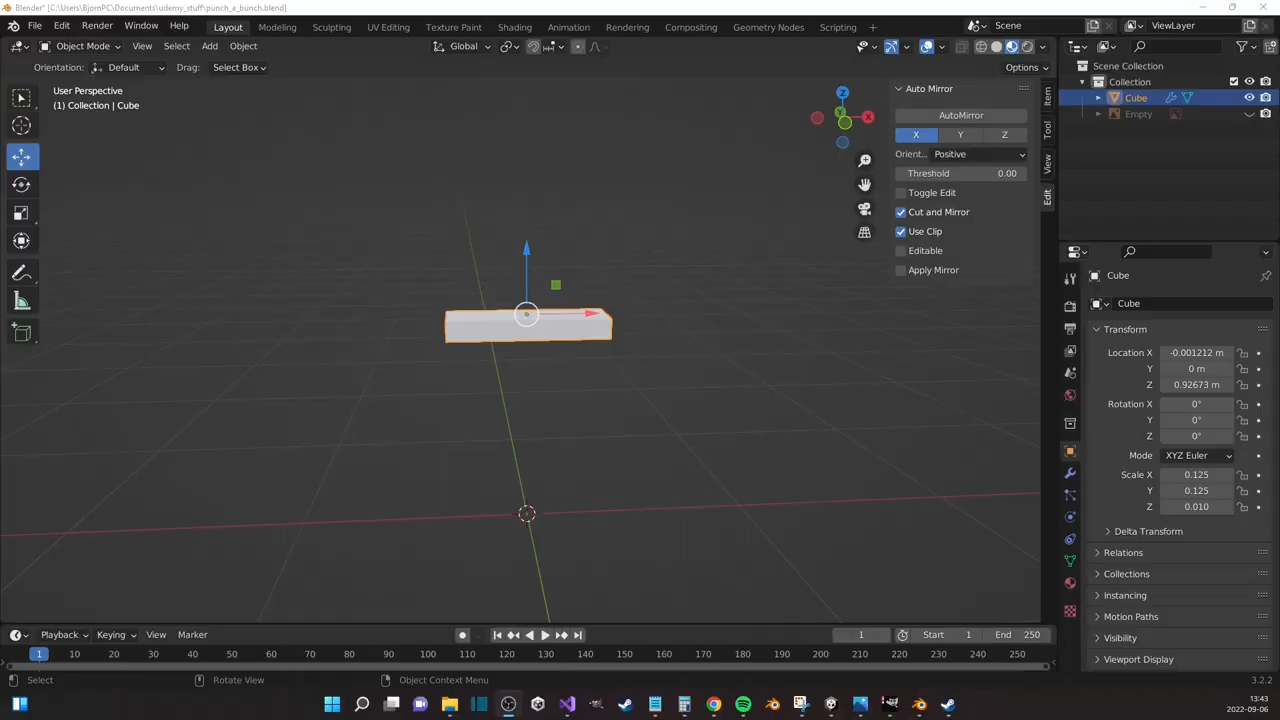 Blender* [C:\Users\BjornPC\Documents\udemy_stuff\punch_a_bunch.blend]
File Edit Render Window Help Layout Modeling Sculpting UV Editing Texture Paint Shading Animation Rendering Compositing Geometry Nodes Scripting Scene ViewLayer
Object Mode View Select Add Object Global
Orientation: Default Drag: Select Box Options
User Perspective
(1) Collection | Cube
Z
Y
X
Auto Mirror
AutoMirror
X Y Z
Orient... Positive
Threshold 0.00
Toggle Edit
Cut and Mirror
Use Clip
Editable
Apply Mirror
Item
Tool
View
Edit
Scene Collection
Collection
Cube
Empty
Cube
Cube
Transform
Location X -0.001212 m
Y 0 m
Z 0.92673 m
Rotation X 0°
Y 0°
Z 0°
Mode XYZ Euler
Scale X 0.125
Y 0.125
Z 0.010
Delta Transform
Relations
Collections
Instancing
Motion Paths
Visibility
Viewport Display
Playback Keying View Marker 1 Start 1 End 250
1 10 20 30 40 50 60 70 80 90 100 110 120 130 140 150 160 170 180 190 200 210 220 230 240 250
Select Rotate View Object Context Menu 3.2.2
13:43
2022-09-06